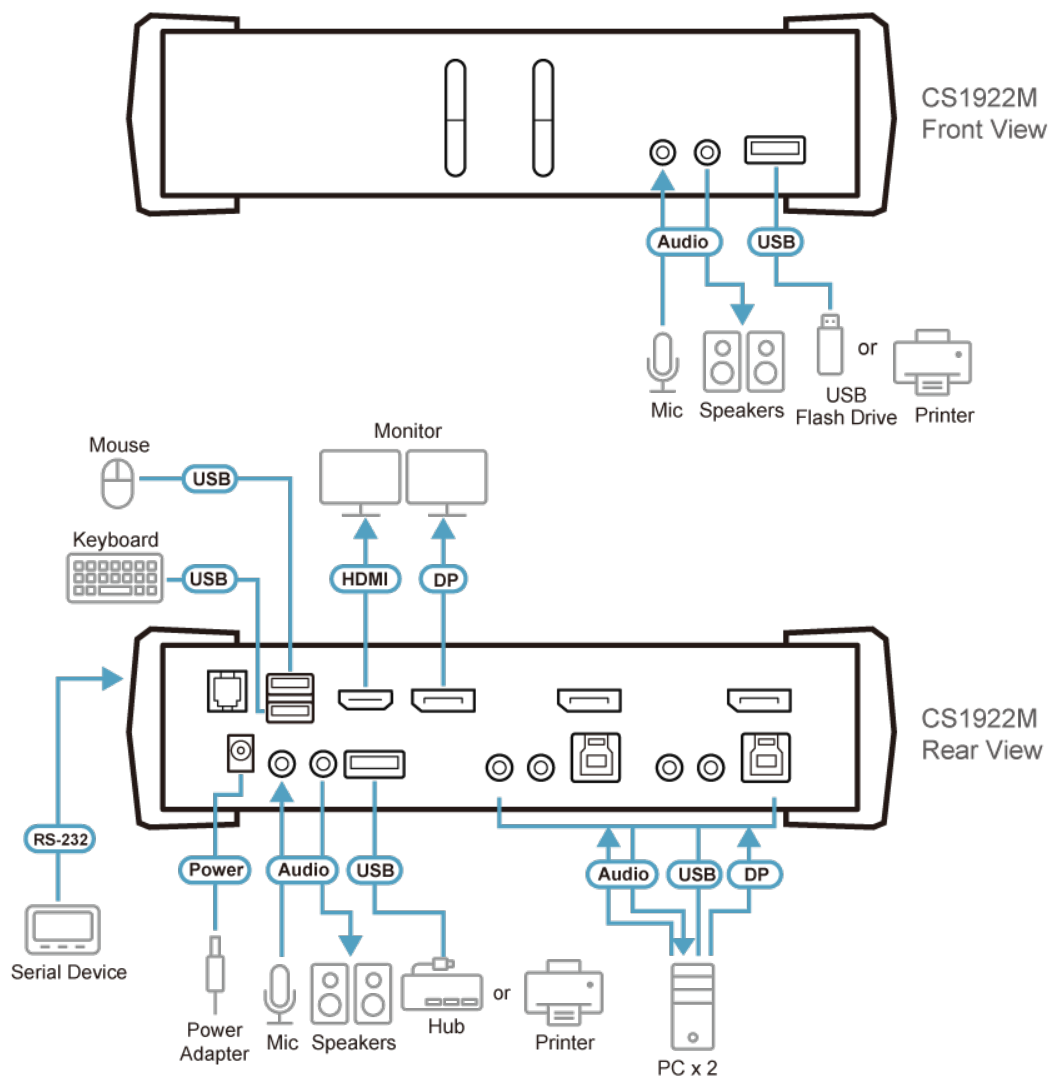 CS1922M
Front View
Audio
USB
or
Mic
Speakers
USB
Flash Drive
Printer
Monitor
Mouse
USB
Keyboard
USB
HDMI
DP
CS1922M
Rear View
RS-232
Power
Audio
USB
Audio
USB
DP
Serial Device
Power
Adapter
Mic
Speakers
Hub
or
Printer
PC x 2